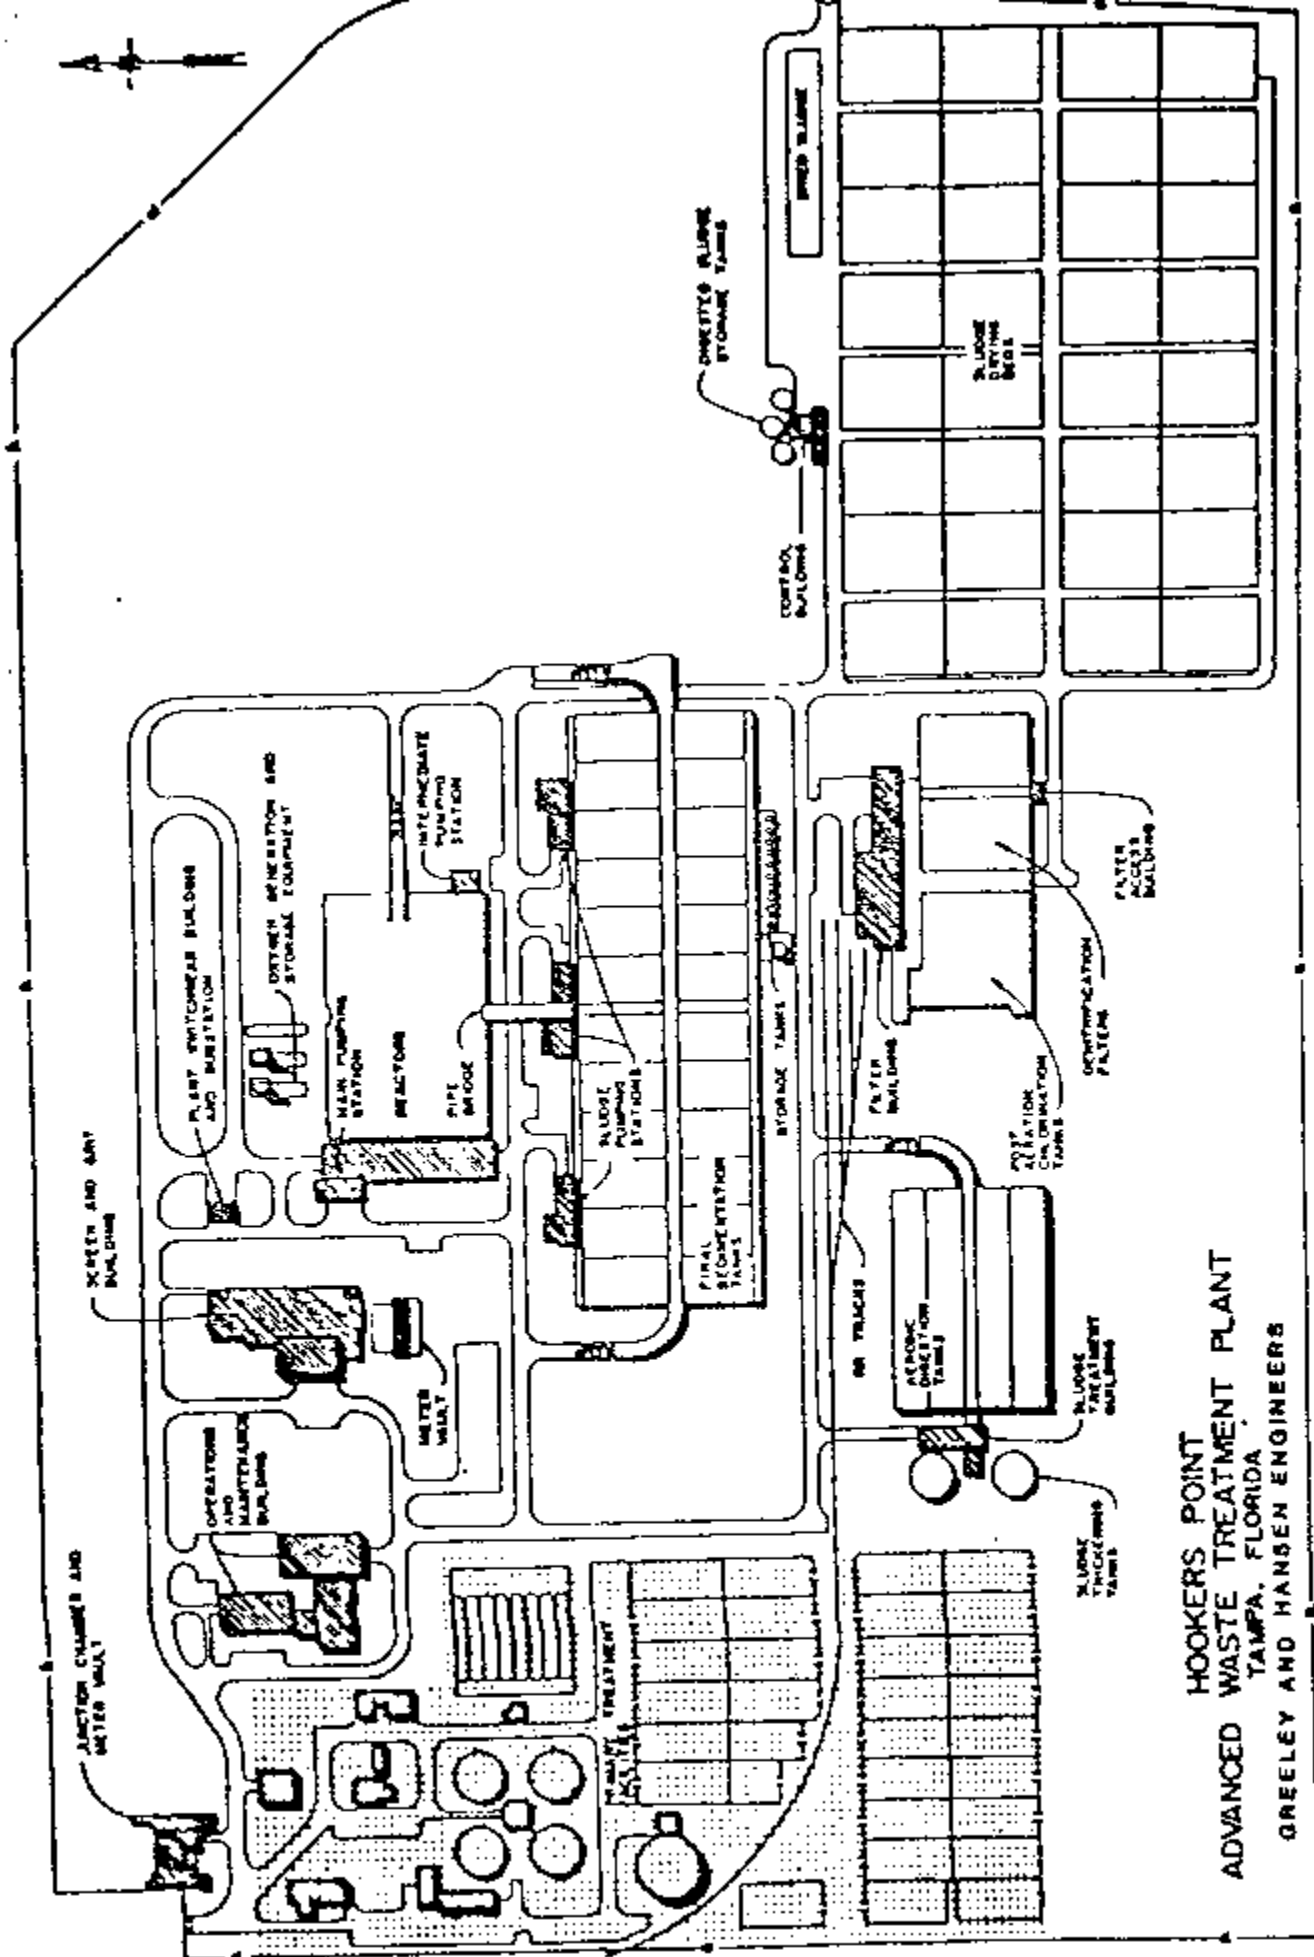 JUNCTION CHAMBER AND
METER VAULT
OPERATIONS
AND
MAINTENANCE
BUILDING
SCREEN AND GRIT
BUILDING
METER
VAULT
PLANT SWITCHGEAR BUILDING
AND SUBSTATION
OXYGEN GENERATION AND
STORAGE EQUIPMENT
MAIN PUMPING
STATION
REACTORS
PIPE
BRIDGE
INTERMEDIATE
PUMPING
STATION
SLUDGE
PUMPING
STATIONS
FINAL
SEDIMENTATION
TANKS
STORAGE TANKS
PRIMARY TREATMENT
FACILITIES
RR TRACKS
AEROBIC
DIGESTION
TANKS
SLUDGE
TREATMENT
BUILDING
SLUDGE
THICKENING
TANKS
FILTER
BUILDING
POST
AERATION
CHLORINATION
TANKS
DENITRIFICATION
FILTERS
FILTER
ACCESS
BUILDING
CONTROL
BUILDING
DIGESTED SLUDGE
STORAGE TANKS
DRIED SLUDGE
SLUDGE
DRYING
BEDS
HOOKERS POINT
ADVANCED WASTE TREATMENT PLANT
TAMPA, FLORIDA
GREELEY AND HANSEN ENGINEERS